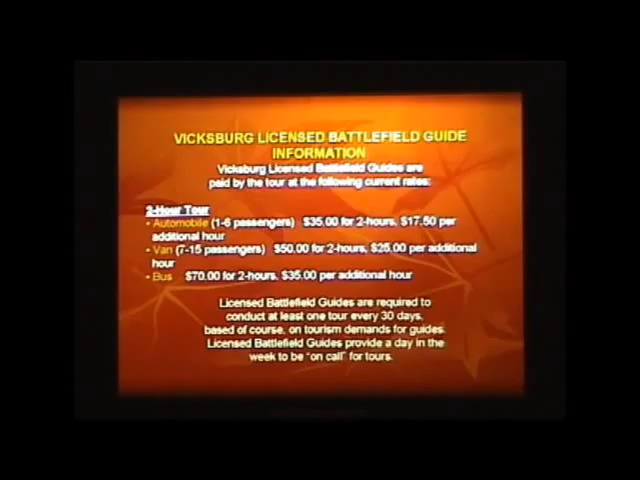 VICKSBURG LICENSED BATTLEFIELD GUIDE
INFORMATION
Vicksburg Licensed Battlefield Guides are
paid by the tour at the following current rates:
2-Hour Tour
• Automobile (1-6 passengers) $35.00 for 2-hours, $17.50 per
additional hour
• Van (7-15 passengers) $50.00 for 2-hours, $25.00 per additional
hour
• Bus $70.00 for 2-hours, $35.00 per additional hour
Licensed Battlefield Guides are required to
conduct at least one tour every 30 days,
based of course, on tourism demands for guides.
Licensed Battlefield Guides provide a day in the
week to be "on call" for tours.